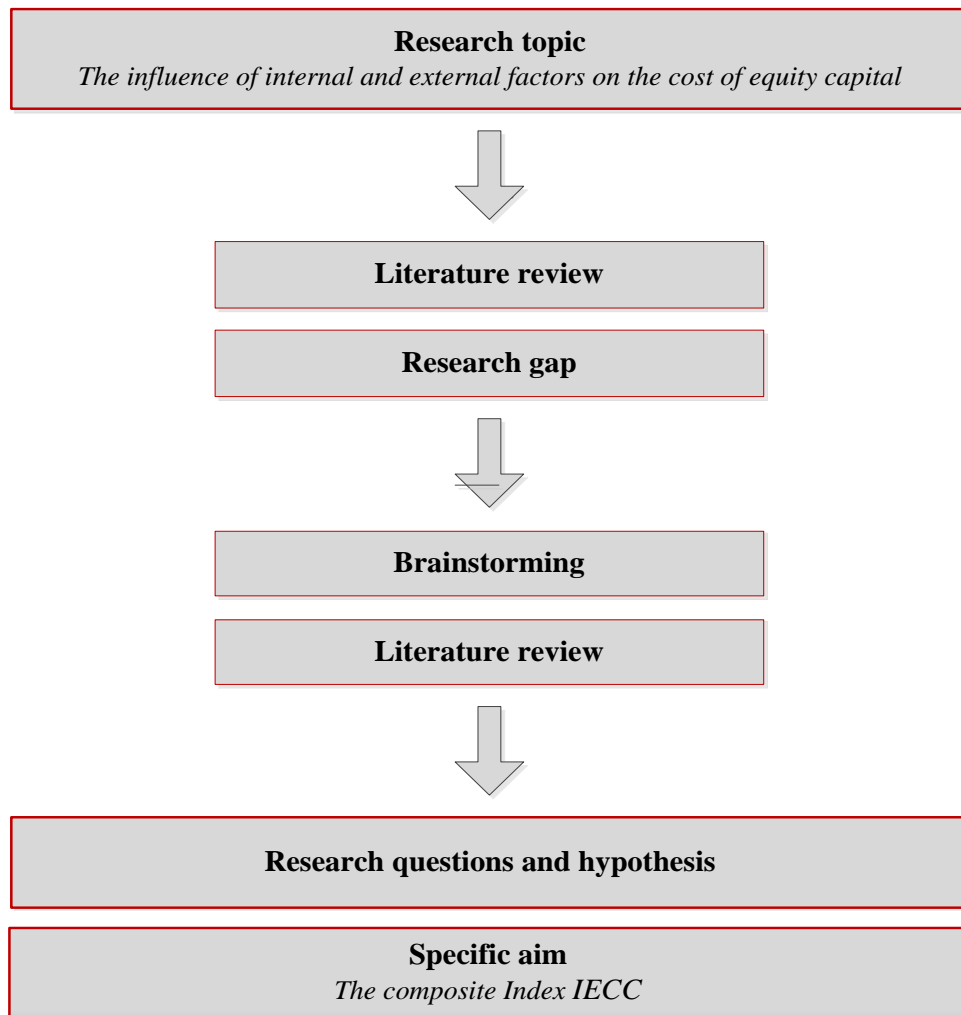 Research topic
The influence of internal and external factors on the cost of equity capital
Literature review
Research gap
Brainstorming
Literature review
Research questions and hypothesis
Specific aim
The composite Index IECC